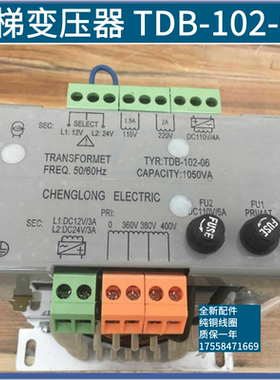 梯变压器 TDB-102-
SEC:
SELECT
L1: 12V L2: 24V
1.8A
110V
2A
220V
DC110V/4A
TRANSFORMET
FREQ. 50/60Hz
TYR:TDB-102-06
CAPACITY:1050VA
CHENGLONG ELECTRIC
SEC: L1:DC12V/3A
L2:DC24V/3A
PRI:
0 360V 380V 400V
FU2
DC110V/5A
FU1
FUSE
FUSE
全新配件
纯铜线圈
质保一年
17558471669